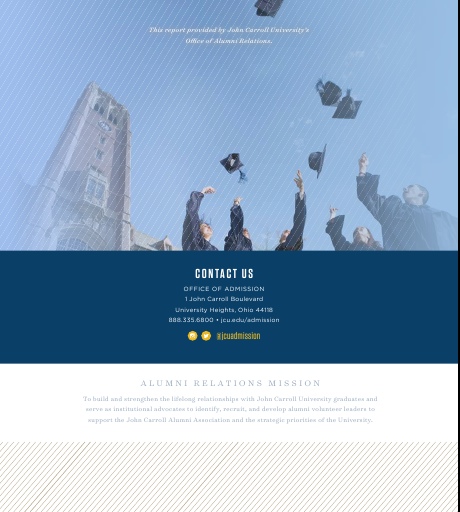 This report provided by John Carroll University's
Office of Alumni Relations.
CONTACT US
OFFICE OF ADMISSION
1 John Carroll Boulevard
University Heights, Ohio 44118
888.335.6800 • jcu.edu/admission
@jcuadmission
ALUMNI RELATIONS MISSION
To build and strengthen the lifelong relationships with John Carroll University graduates and
serve as institutional advocates to identify, recruit, and develop alumni volunteer leaders to
support the John Carroll Alumni Association and the strategic priorities of the University.